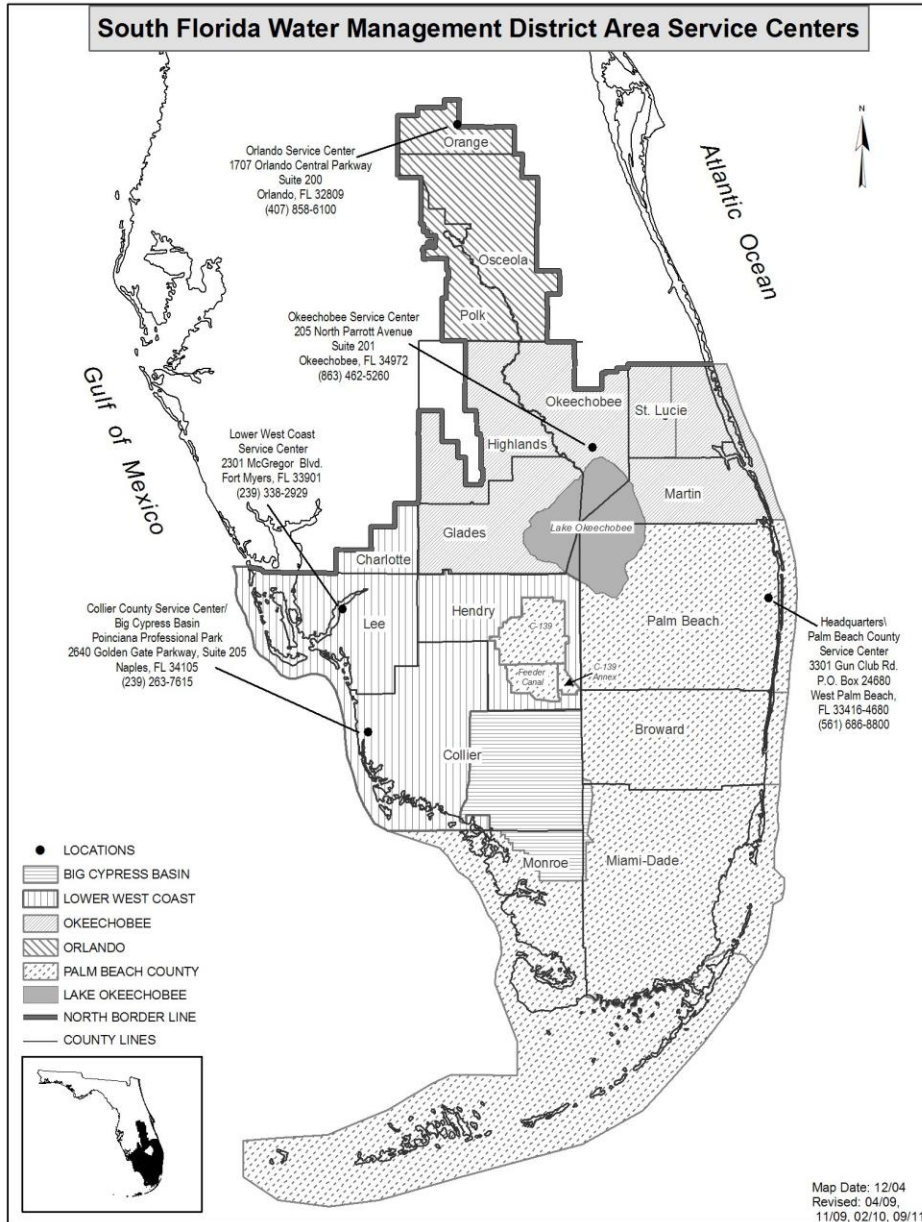 South Florida Water Management District Area Service Centers
N
Orlando Service Center
1707 Orlando Central Parkway
Suite 200
Orlando, FL 32809
(407) 858-6100
Orange
Atlantic Ocean
Osceola
Polk
Okeechobee Service Center
205 North Parrott Avenue
Suite 201
Okeechobee, FL 34972
(863) 462-5260
Gulf of Mexico
Okeechobee
St. Lucie
Highlands
Lower West Coast
Service Center
2301 McGregor Blvd.
Fort Myers, FL 33901
(239) 338-2929
Martin
Glades
Lake Okeechobee
Charlotte
Collier County Service Center/
Big Cypress Basin
Poinciana Professional Park
2640 Golden Gate Parkway, Suite 205
Naples, FL 34105
(239) 263-7615
Lee
Hendry
C-139
Palm Beach
Headquarters\
Palm Beach County
Service Center
3301 Gun Club Rd.
P.O. Box 24680
West Palm Beach,
FL 33416-4680
(561) 686-8800
Feeder
Canal
C-139
Annex
Broward
Collier
Monroe
Miami-Dade
LOCATIONS
BIG CYPRESS BASIN
LOWER WEST COAST
OKEECHOBEE
ORLANDO
PALM BEACH COUNTY
LAKE OKEECHOBEE
NORTH BORDER LINE
COUNTY LINES
Map Date: 12/04
Revised: 04/09,
11/09, 02/10, 09/11